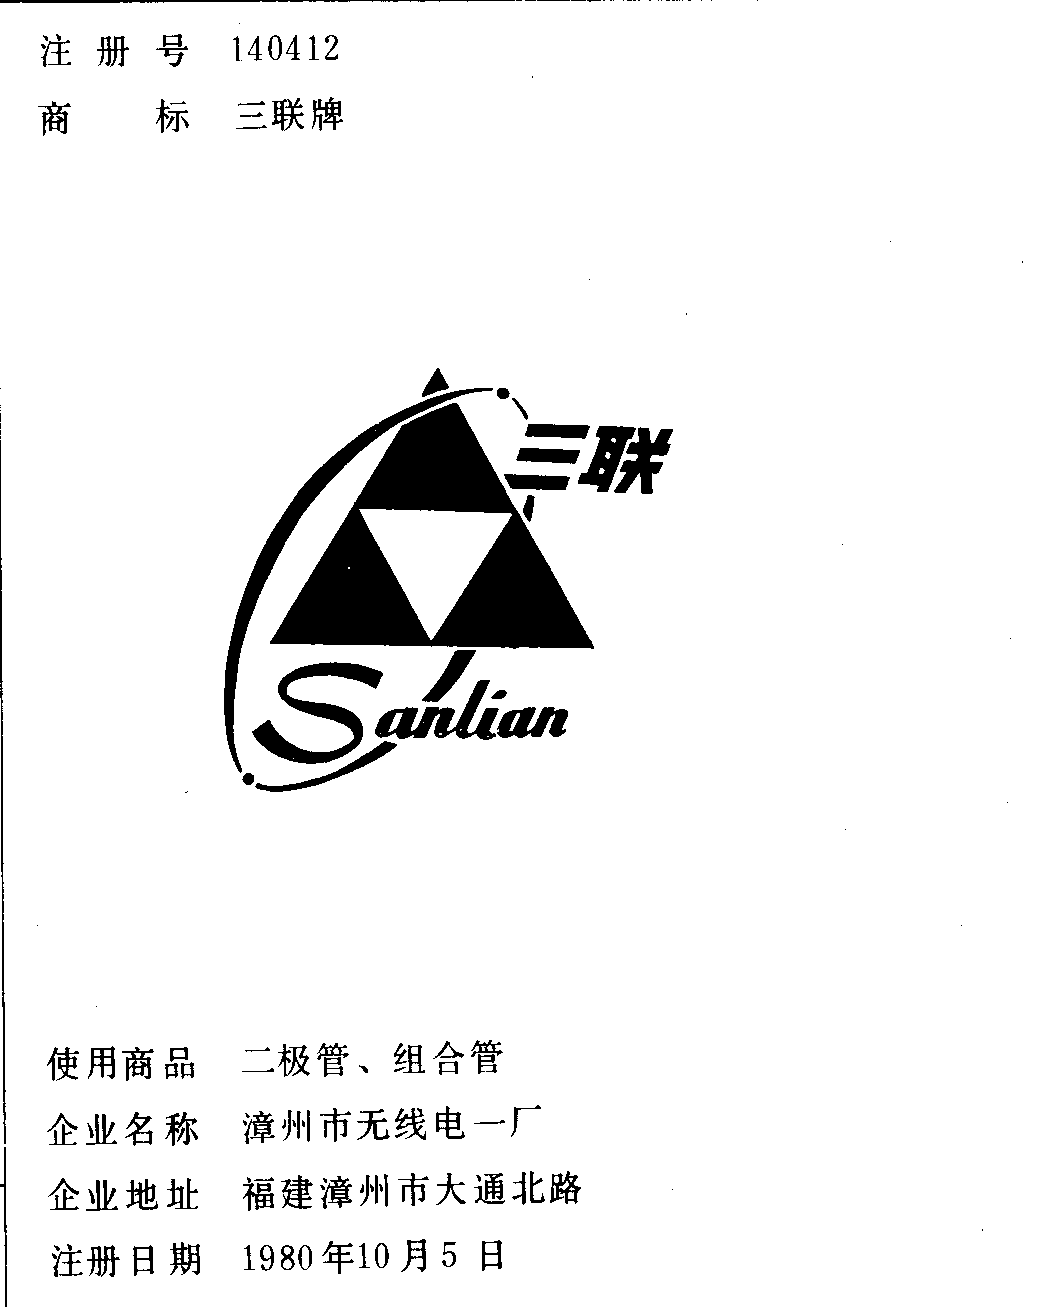 注册号 140412
商标 三联牌
三联
Sanlian
使用商品 二极管、组合管
企业名称 漳州市无线电一厂
企业地址 福建漳州市大通北路
注册日期 1980年10月5日